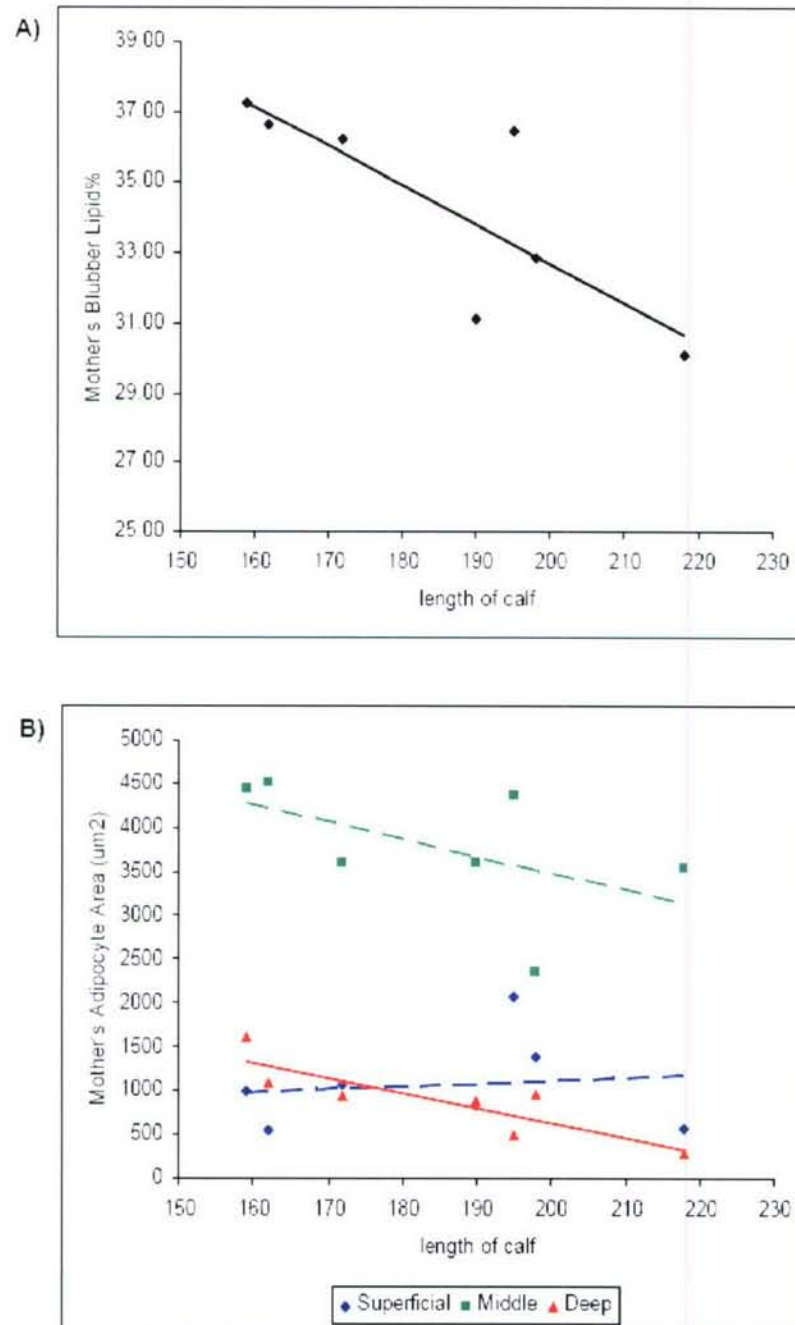 A)
39.00
37.00
35.00
33.00
31.00
29.00
27.00
25.00
Mother's Blubber Lipid%
150 160 170 180 190 200 210 220 230
length of calf
B)
5000
4500
4000
3500
3000
2500
2000
1500
1000
500
0
Mother's Adipocyte Area (um2)
150 160 170 180 190 200 210 220 230
length of calf
Superficial Middle Deep